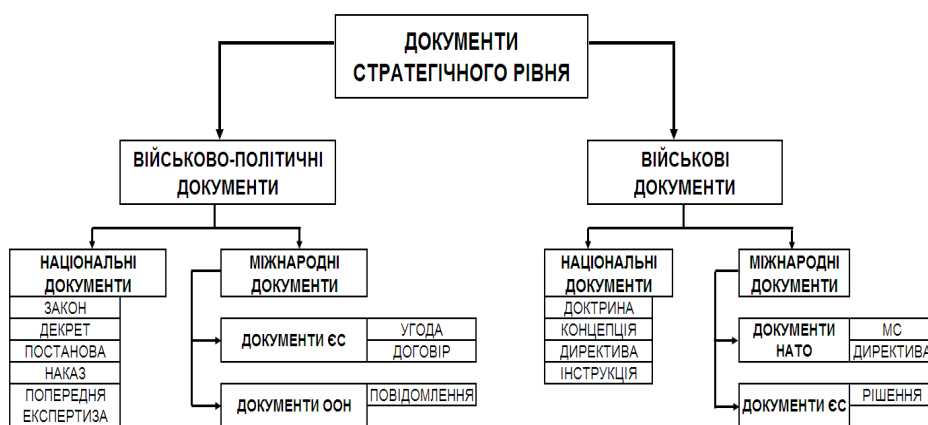 ДОКУМЕНТИ
СТРАТЕГІЧНОГО РІВНЯ
ВІЙСЬКОВО-ПОЛІТИЧНІ
ДОКУМЕНТИ
ВІЙСЬКОВІ
ДОКУМЕНТИ
НАЦІОНАЛЬНІ
ДОКУМЕНТИ
ЗАКОН
ДЕКРЕТ
ПОСТАНОВА
НАКАЗ
ПОПЕРЕДНЯ
ЕКСПЕРТИЗА
МІЖНАРОДНІ
ДОКУМЕНТИ
ДОКУМЕНТИ ЄС
УГОДА
ДОГОВІР
ДОКУМЕНТИ ООН
ПОВІДОМЛЕННЯ
НАЦІОНАЛЬНІ
ДОКУМЕНТИ
ДОКТРИНА
КОНЦЕПЦІЯ
ДИРЕКТИВА
ІНСТРУКЦІЯ
МІЖНАРОДНІ
ДОКУМЕНТИ
ДОКУМЕНТИ
НАТО
МС
ДИРЕКТИВА
ДОКУМЕНТИ ЄС
РІШЕННЯ